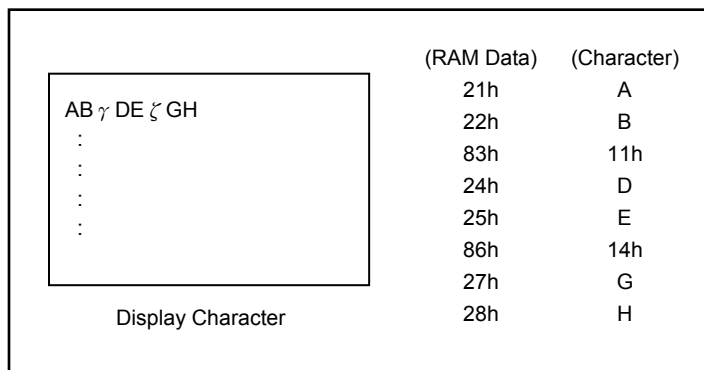 (RAM Data) (Character)
21h A
AB γ DE ζ GH
22h B
:
83h 11h
:
24h D
:
25h E
:
86h 14h
27h G
Display Character
28h H